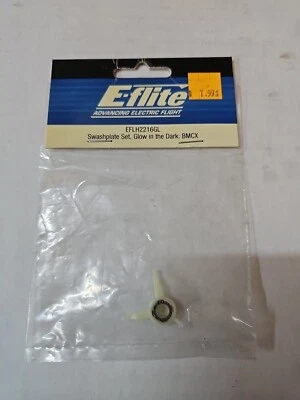 E-flite
ADVANCING ELECTRIC FLIGHT
EFLH2216GL
Swashplate Set, Glow in the Dark: BMCX